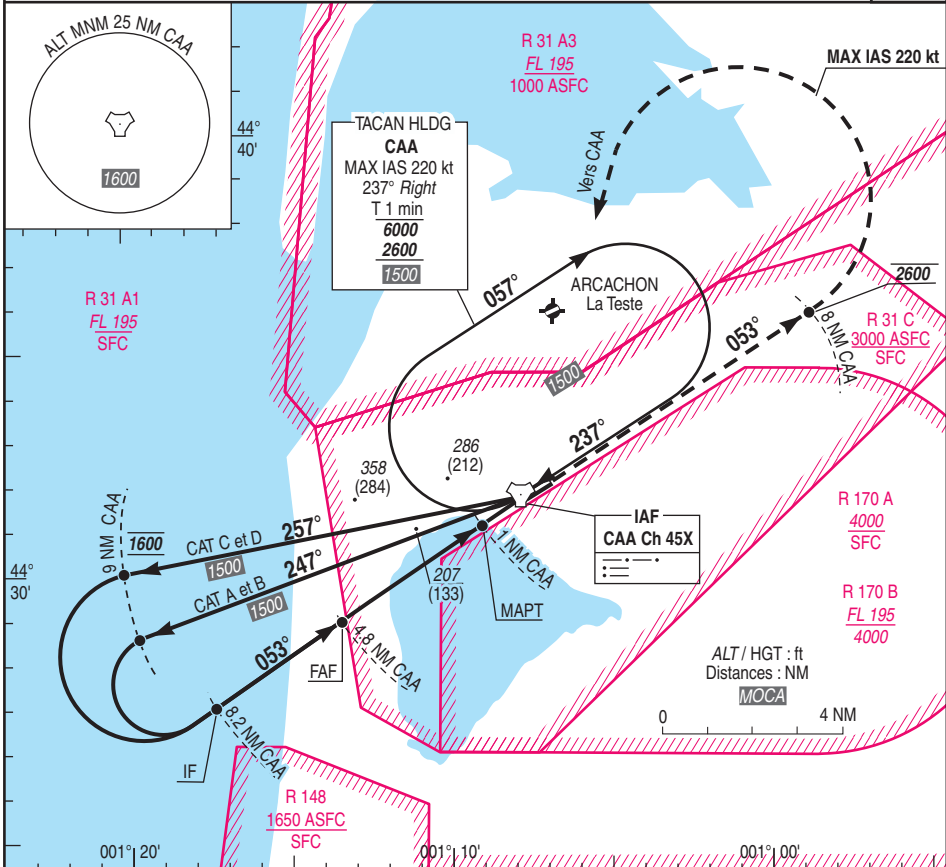 ALT MNM 25 NM CAA
1600
44°
40'
R 31 A3
FL 195
1000 ASFC
MAX IAS 220 kt
TACAN HLDG
CAA
MAX IAS 220 kt
237° Right
T 1 min
6000
2600
1500
Vers CAA
057°
ARCACHON
La Teste
2600
R 31 A1
FL 195
SFC
R 31 C
3000 ASFC
SFC
053°
8 NM CAA
1500
237°
286
(212)
358
(284)
IAF
CAA Ch 45X
R 170 A
4000
SFC
9 NM CAA
1600
CAT C et D
257°
1500
CAT A et B
247°
1500
1 NM CAA
207
(133)
MAPT
44°
30'
R 170 B
FL 195
4000
053°
FAF
4.8 NM CAA
ALT / HGT : ft
Distances : NM
MOCA
0 4 NM
8.2 NM CAA
IF
R 148
1650 ASFC
SFC
001° 20'
001° 10'
001° 00'